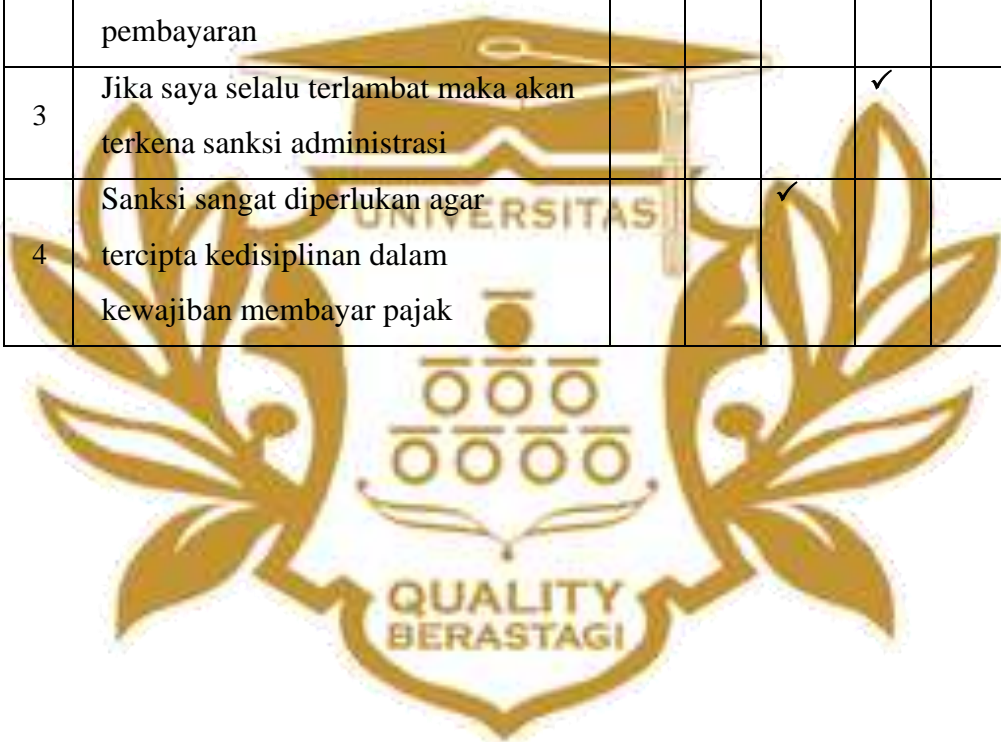 pembayaran
3 Jika saya selalu terlambat maka akan ✓
terkena sanksi administrasi
4 Sanksi sangat diperlukan agar ✓
tercipta kedisiplinan dalam
kewajiban membayar pajak
UNIVERSITAS
QUALITY
BERASTAGI